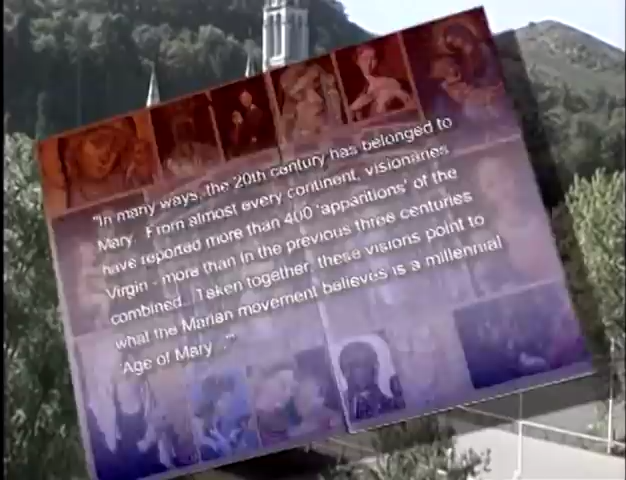 "In many ways, the 20th century has belonged to
Mary. From almost every continent, visionaries
have reported more than 400 'apparitions' of the
Virgin - more than in the previous three centuries
combined. Taken together, these visions point to
what the Marian movement believes is a millennial
'Age of Mary'."